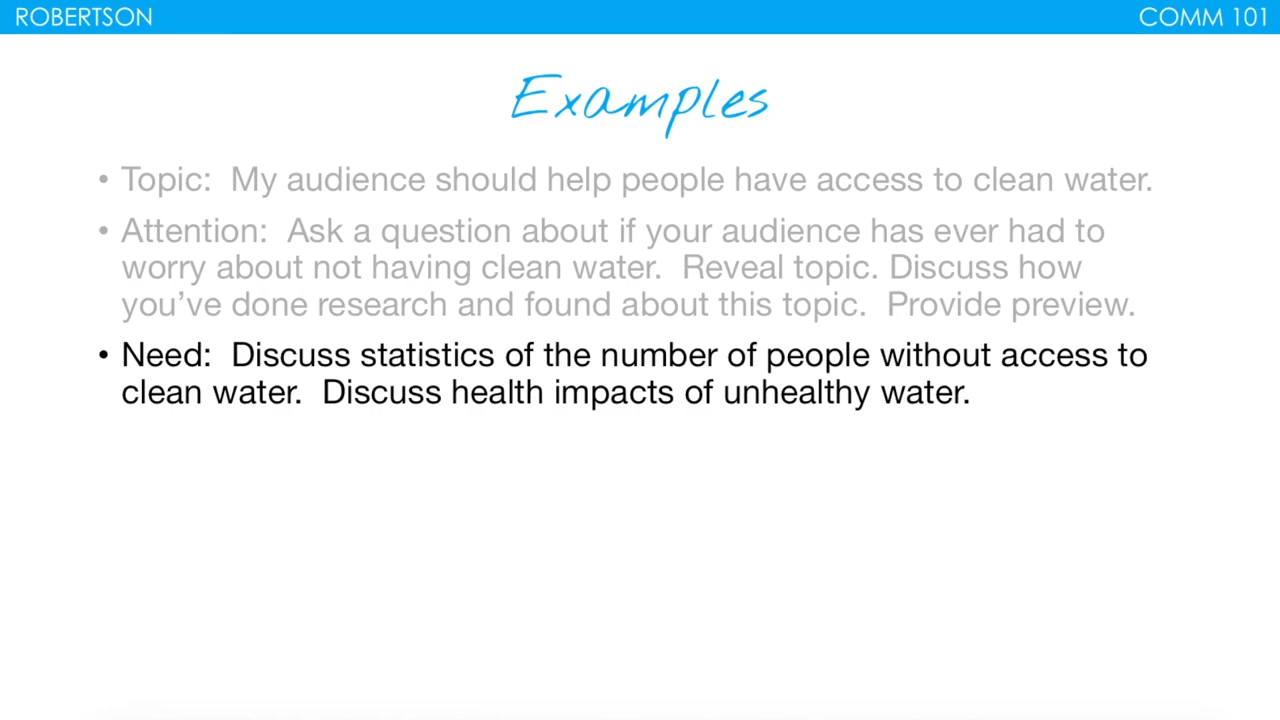 ROBERTSON
COMM 101
Examples
• Topic:  My audience should help people have access to clean water.
• Attention:  Ask a question about if your audience has ever had to
worry about not having clean water.  Reveal topic. Discuss how
you’ve done research and found about this topic.  Provide preview.
• Need:  Discuss statistics of the number of people without access to
clean water.  Discuss health impacts of unhealthy water.